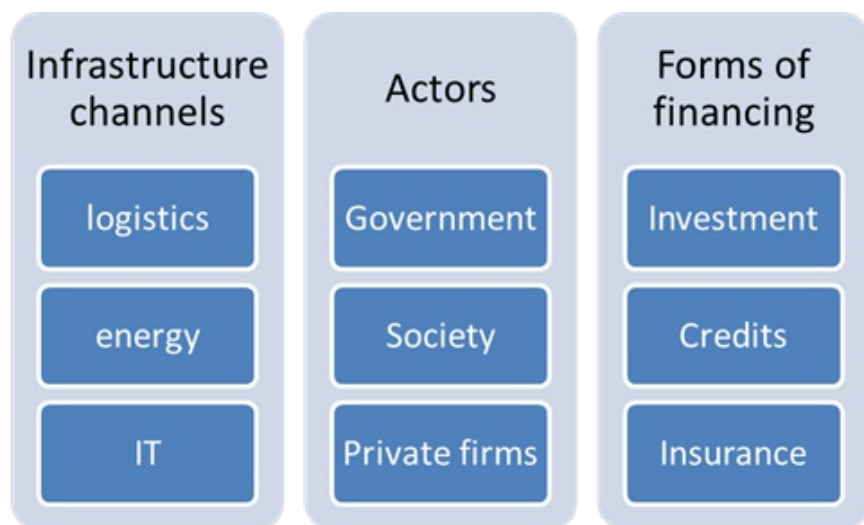 Infrastructure
channels
logistics
energy
IT
Actors
Government
Society
Private firms
Forms of
financing
Investment
Credits
Insurance